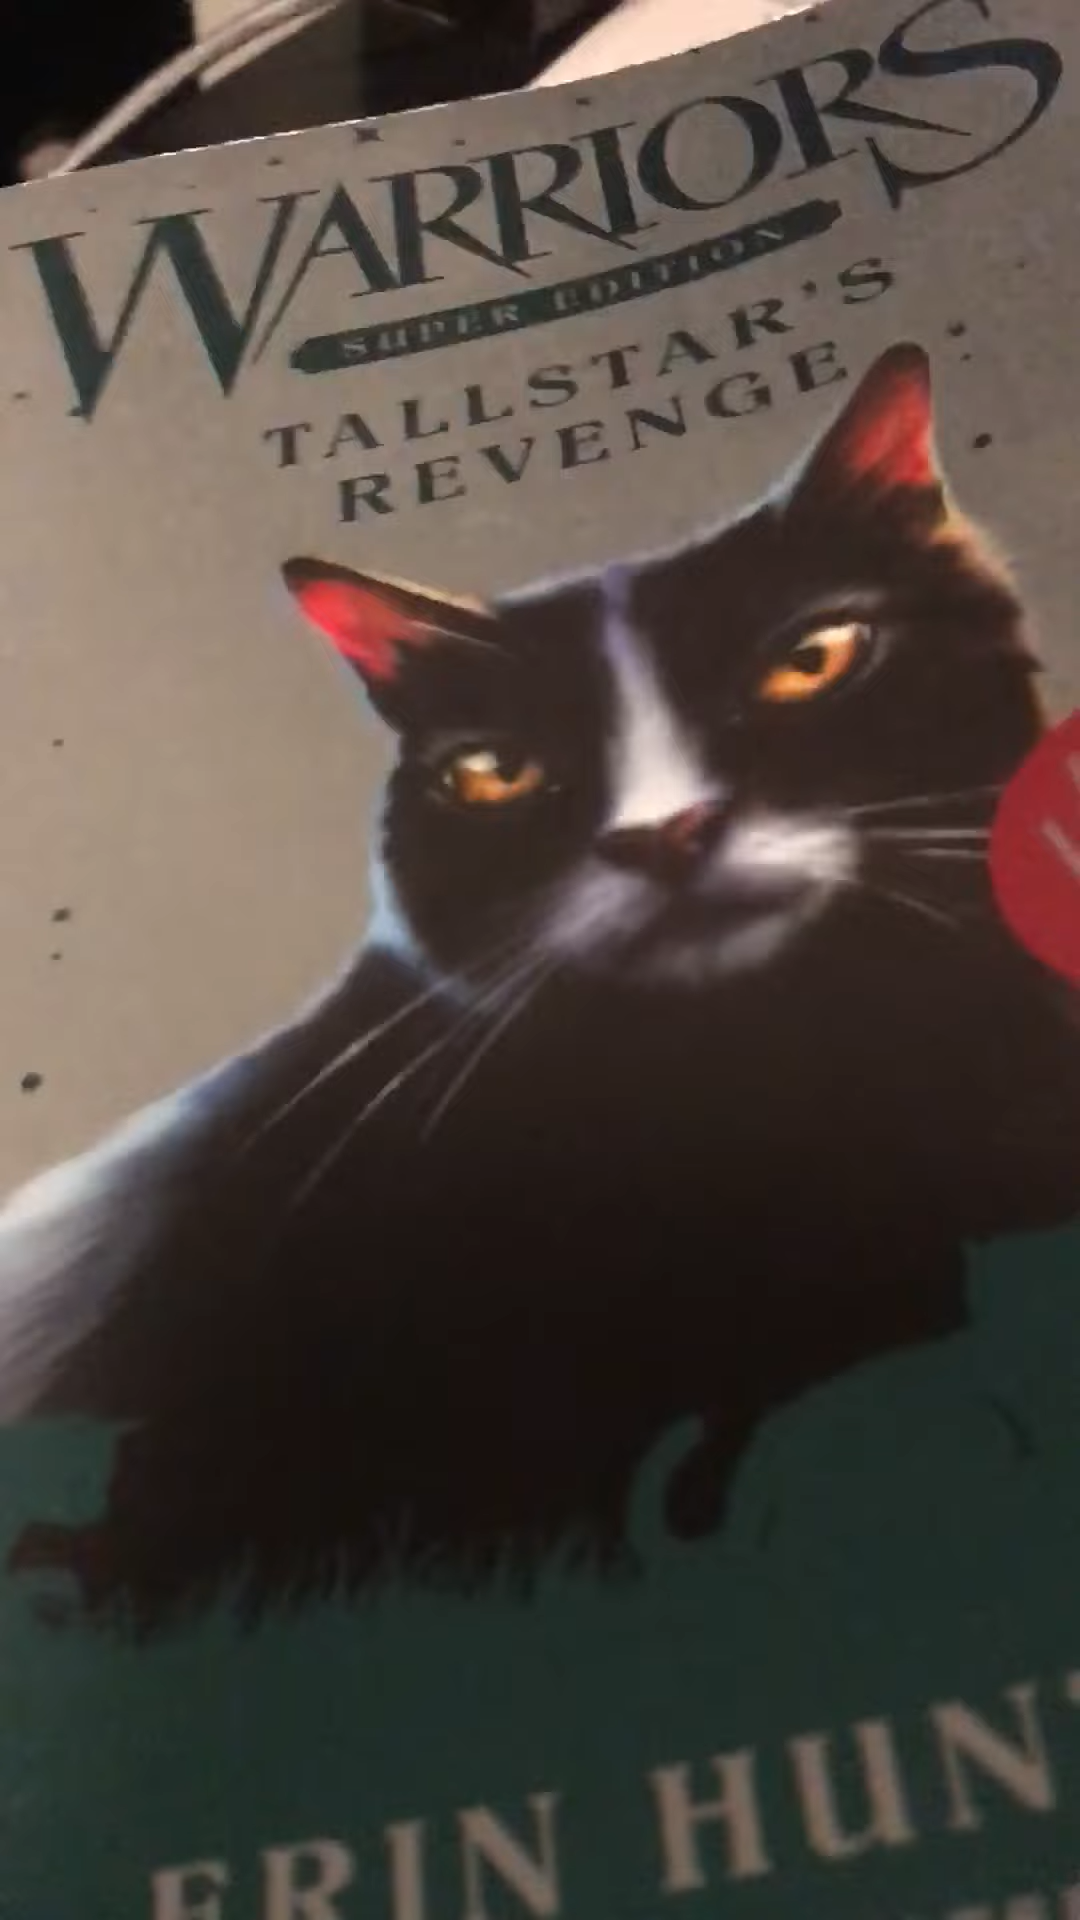 WARRIORS
SUPER EDITION
TALLSTAR'S
REVENGE
ERIN HUN